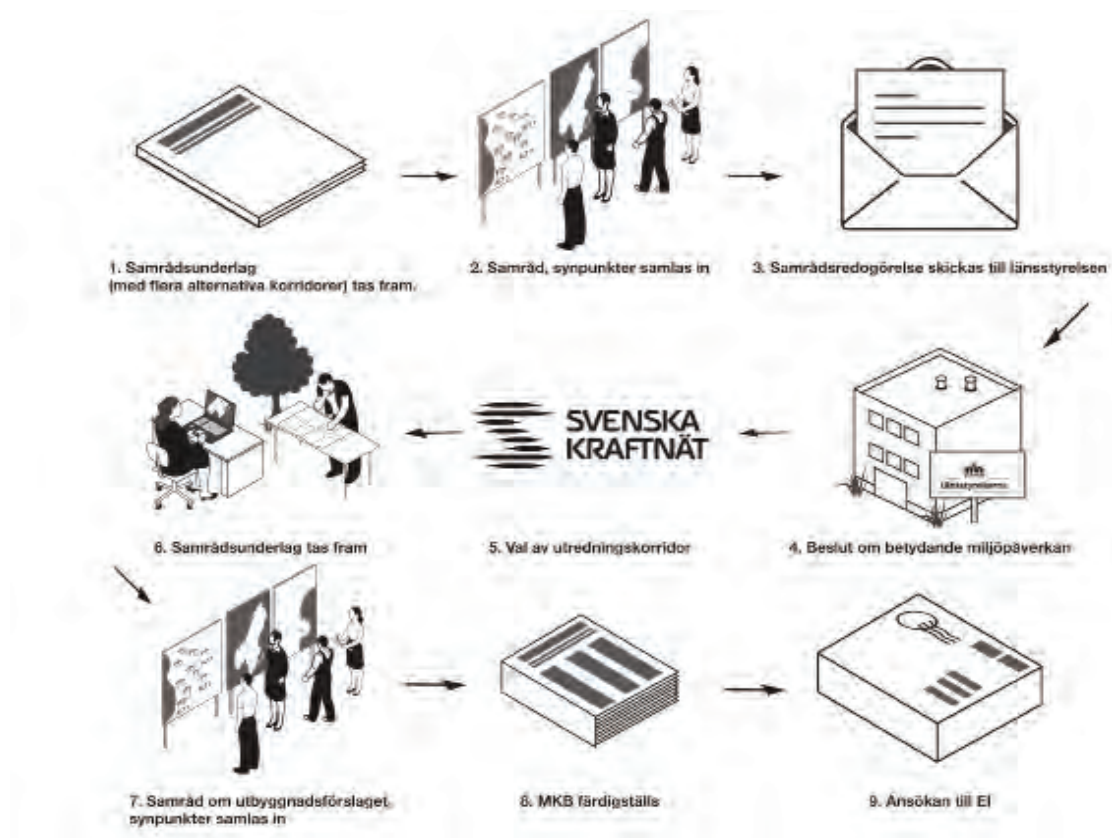 1. Samrådsunderlag
(med flera alternativa korridorer) tas fram.
2. Samråd, synpunkter samlas in
3. Samrådsredogörelse skickas till länsstyrelsen
6. Samrådsunderlag tas fram
SVENSKA
KRAFTNÄT
5. Val av utredningskorridor
Länsstyrelserna
4. Beslut om betydande miljöpåverkan
7. Samråd om utbyggnadsförslaget,
synpunkter samlas in
8. MKB färdigställs
9. Ansökan till EI